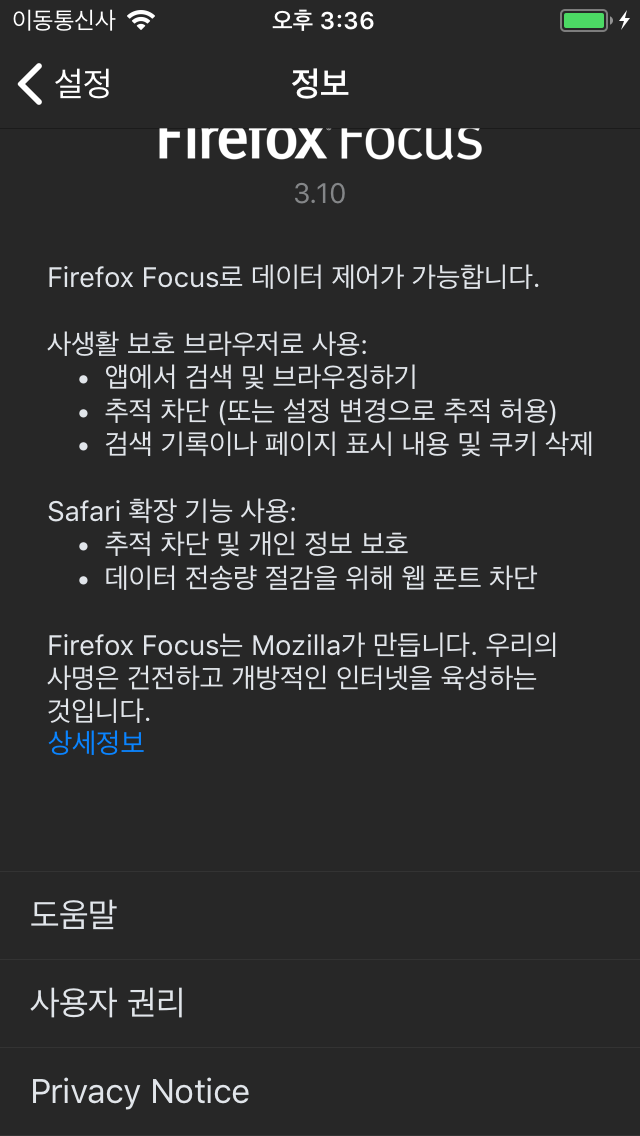 이동통신사 오후 3:36
설정 정보
Firefox Focus
3.10
Firefox Focus로 데이터 제어가 가능합니다.
사생활 보호 브라우저로 사용:
• 앱에서 검색 및 브라우징하기
• 추적 차단 (또는 설정 변경으로 추적 허용)
• 검색 기록이나 페이지 표시 내용 및 쿠키 삭제
Safari 확장 기능 사용:
• 추적 차단 및 개인 정보 보호
• 데이터 전송량 절감을 위해 웹 폰트 차단
Firefox Focus는 Mozilla가 만듭니다. 우리의
사명은 건전하고 개방적인 인터넷을 육성하는
것입니다.
상세정보
도움말
사용자 권리
Privacy Notice